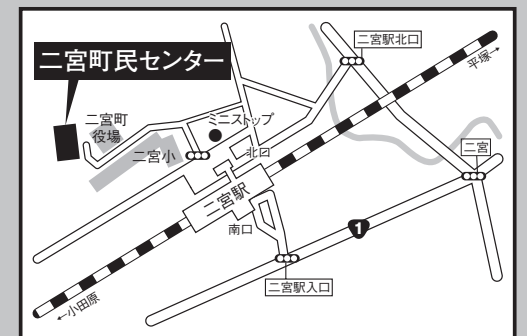 二宮駅北口
平塚→
二宮町民センター
二宮町
役場
ミニストップ
二宮小
北口
二宮
二宮駅
南口
1
二宮駅入口
←小田原